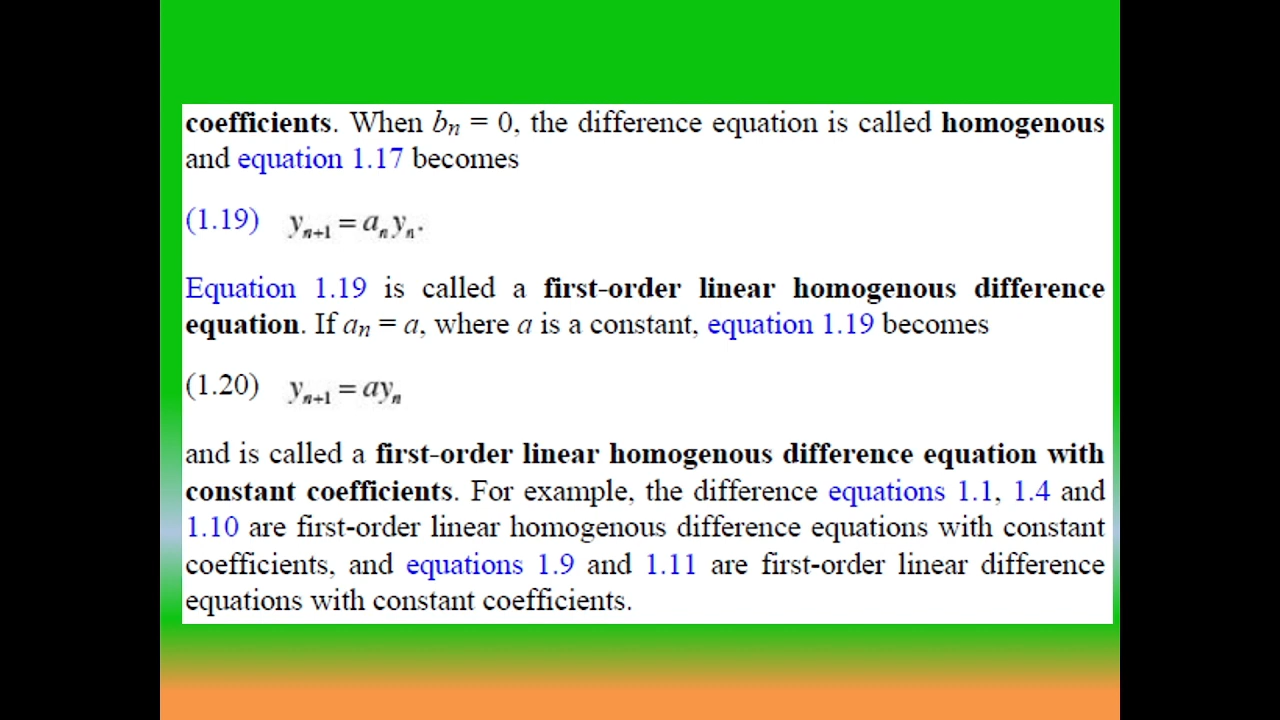 coefficients. When bn = 0, the difference equation is called homogenous
and equation 1.17 becomes
(1.19) yn+1 = anyn.
Equation 1.19 is called a first-order linear homogenous difference
equation. If an = a, where a is a constant, equation 1.19 becomes
(1.20) yn+1 = ayn
and is called a first-order linear homogenous difference equation with
constant coefficients. For example, the difference equations 1.1, 1.4 and
1.10 are first-order linear homogenous difference equations with constant
coefficients, and equations 1.9 and 1.11 are first-order linear difference
equations with constant coefficients.